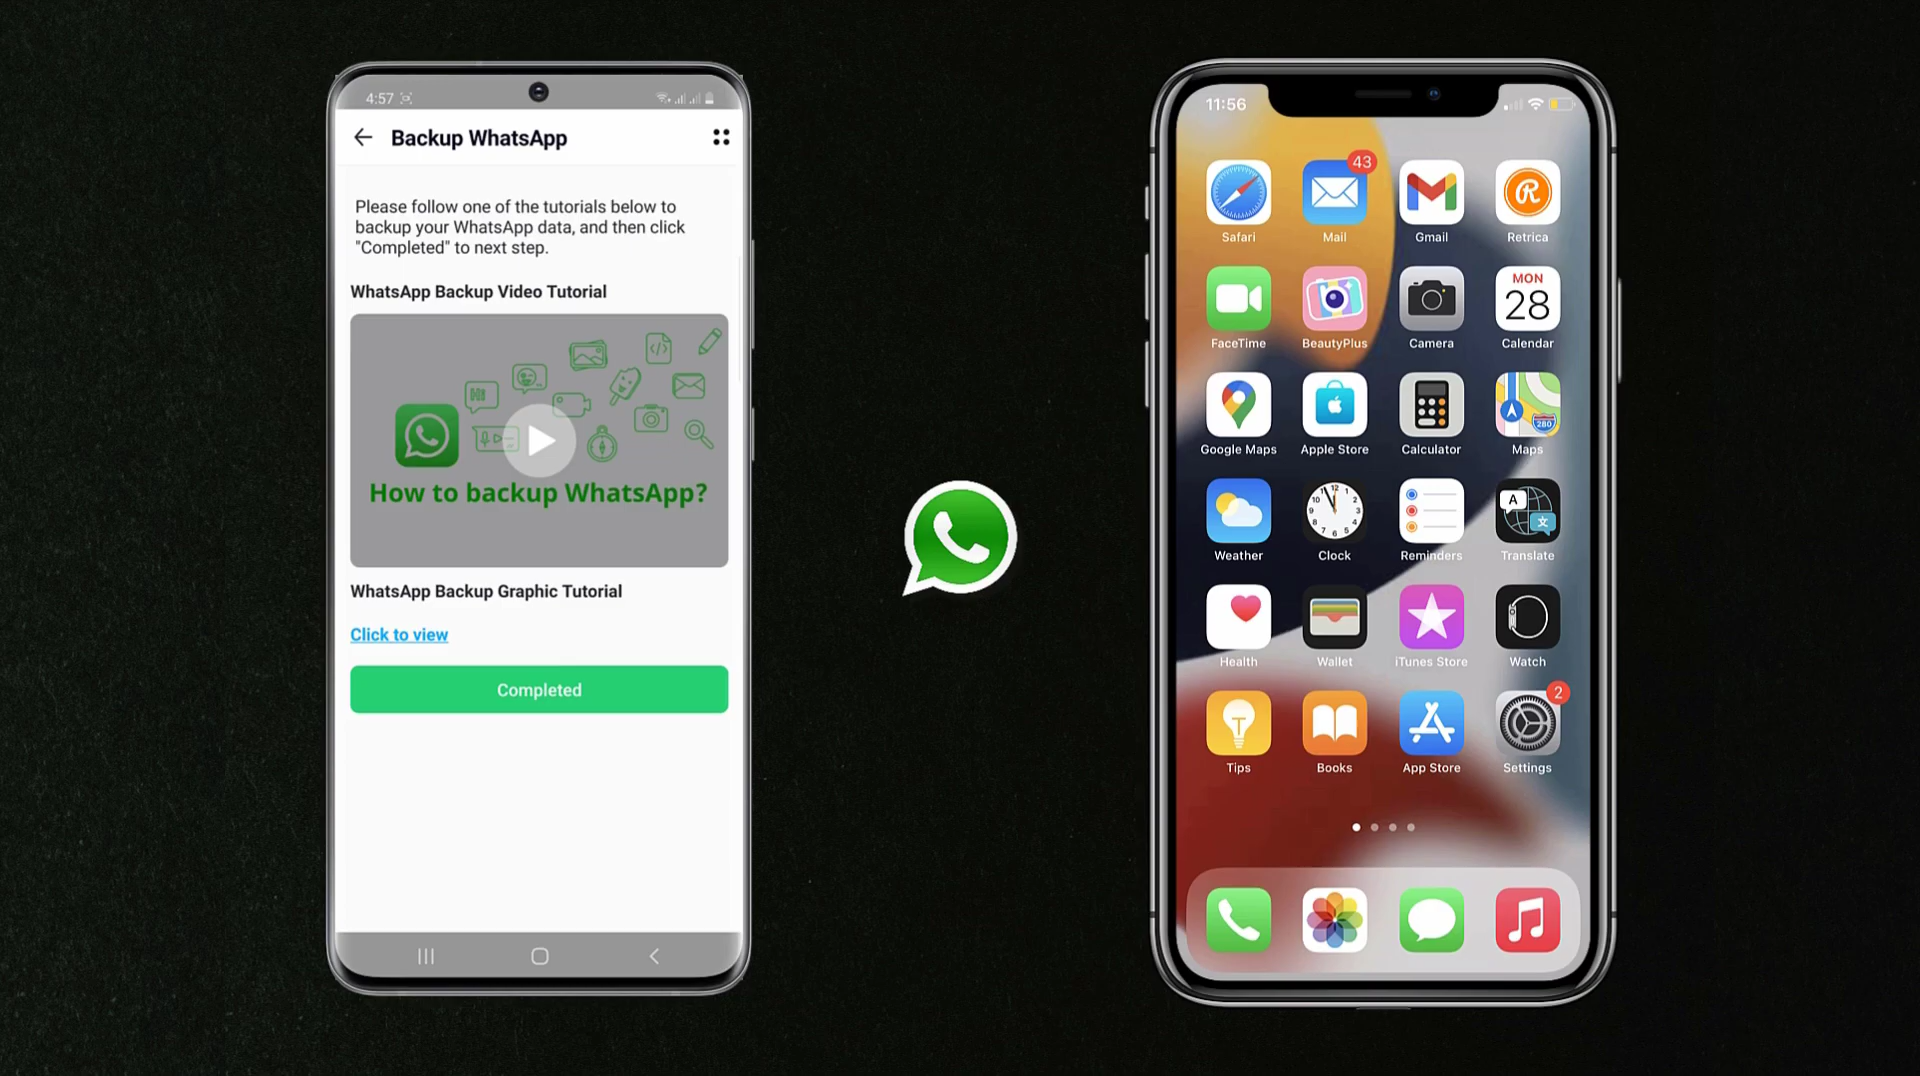 4:57
Backup WhatsApp
Please follow one of the tutorials below to
backup your WhatsApp data, and then click
"Completed" to next step.
WhatsApp Backup Video Tutorial
Hi
How to backup WhatsApp?
WhatsApp Backup Graphic Tutorial
Click to view
Completed
11:56
43
Safari
Mail
Gmail
Retrica
MON
28
FaceTime
BeautyPlus
Camera
Calendar
280
Google Maps
Apple Store
Calculator
Maps
A
文
Weather
Clock
Reminders
Translate
Health
Wallet
iTunes Store
Watch
2
Tips
Books
App Store
Settings